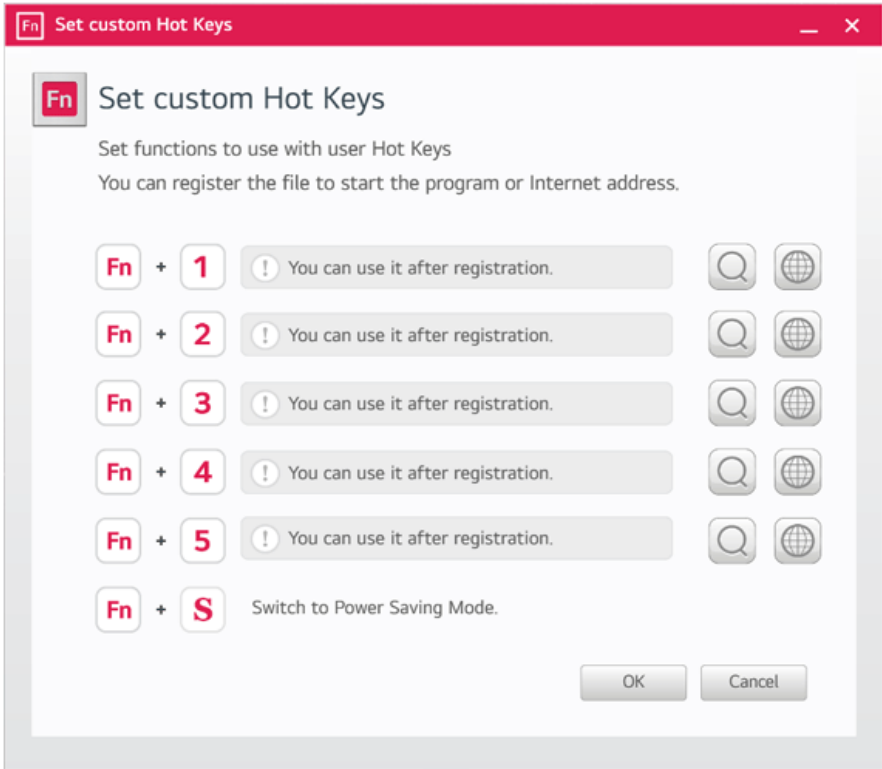 Fn Set custom Hot Keys
Fn Set custom Hot Keys
Set functions to use with user Hot Keys
You can register the file to start the program or Internet address.
Fn + 1 ! You can use it after registration.
Fn + 2 ! You can use it after registration.
Fn + 3 ! You can use it after registration.
Fn + 4 ! You can use it after registration.
Fn + 5 ! You can use it after registration.
Fn + S Switch to Power Saving Mode.
OK Cancel